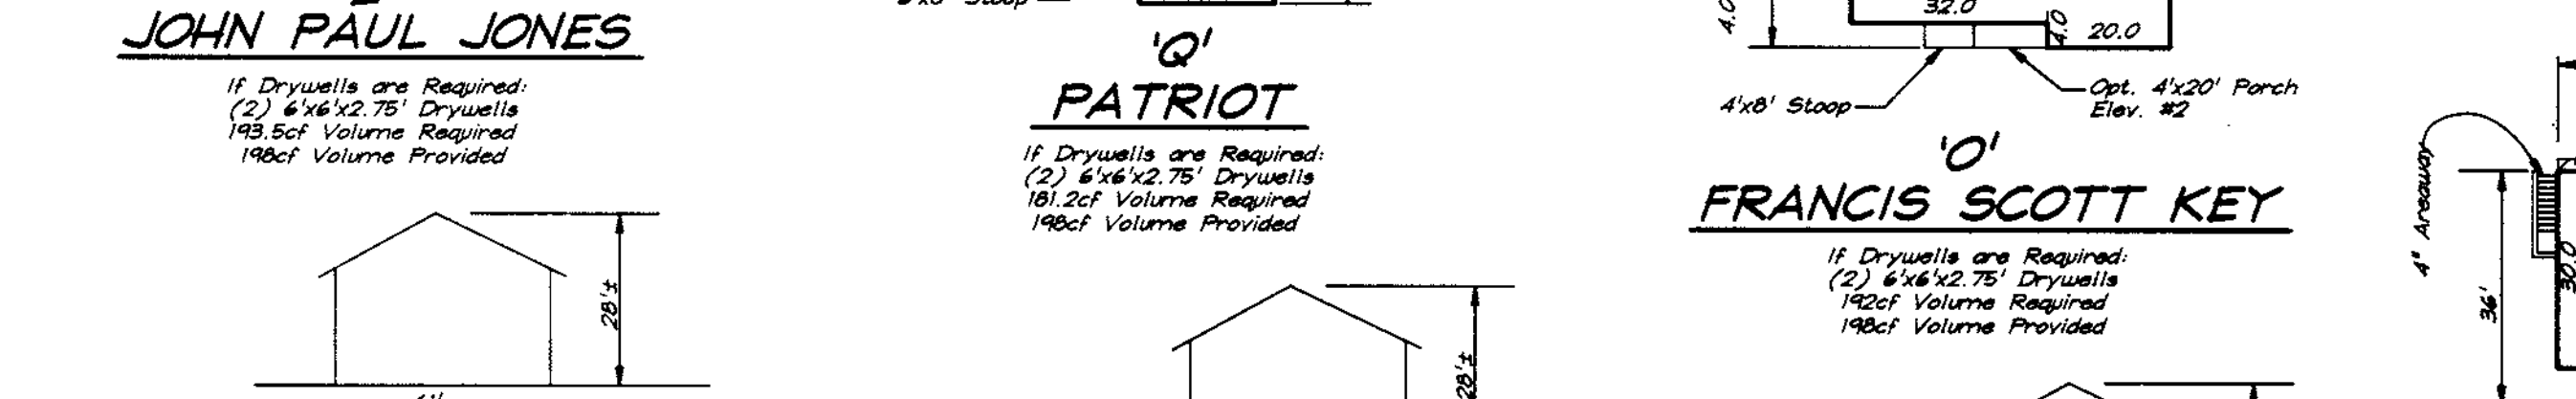 JOHN PAUL JONES
If Drywells are Required:
(2) 6'x6'x2.75' Drywells
193.5cf Volume Required
198cf Volume Provided
28'±
Stoop
'Q'
PATRIOT
If Drywells are Required:
(2) 6'x6'x2.75' Drywells
181.2cf Volume Required
198cf Volume Provided
28'±
4.0
32.0
4.0
20.0
4'x8' Stoop
Opt. 4'x20' Porch
Elev. #2
'O'
FRANCIS SCOTT KEY
If Drywells are Required:
(2) 6'x6'x2.75' Drywells
192cf Volume Required
198cf Volume Provided
4" Areaway
36'
30.0